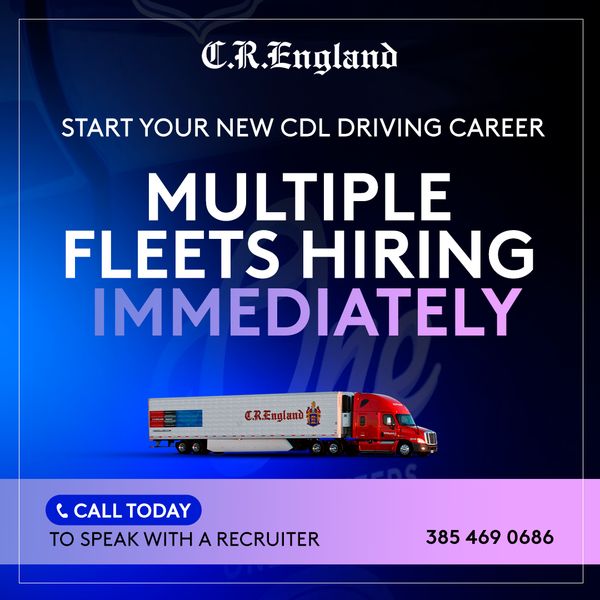 C.R.England
START YOUR NEW CDL DRIVING CAREER
MULTIPLE
FLEETS HIRING
IMMEDIATELY
One
C.R.England
CALL TODAY
TO SPEAK WITH A RECRUITER
385 469 0686